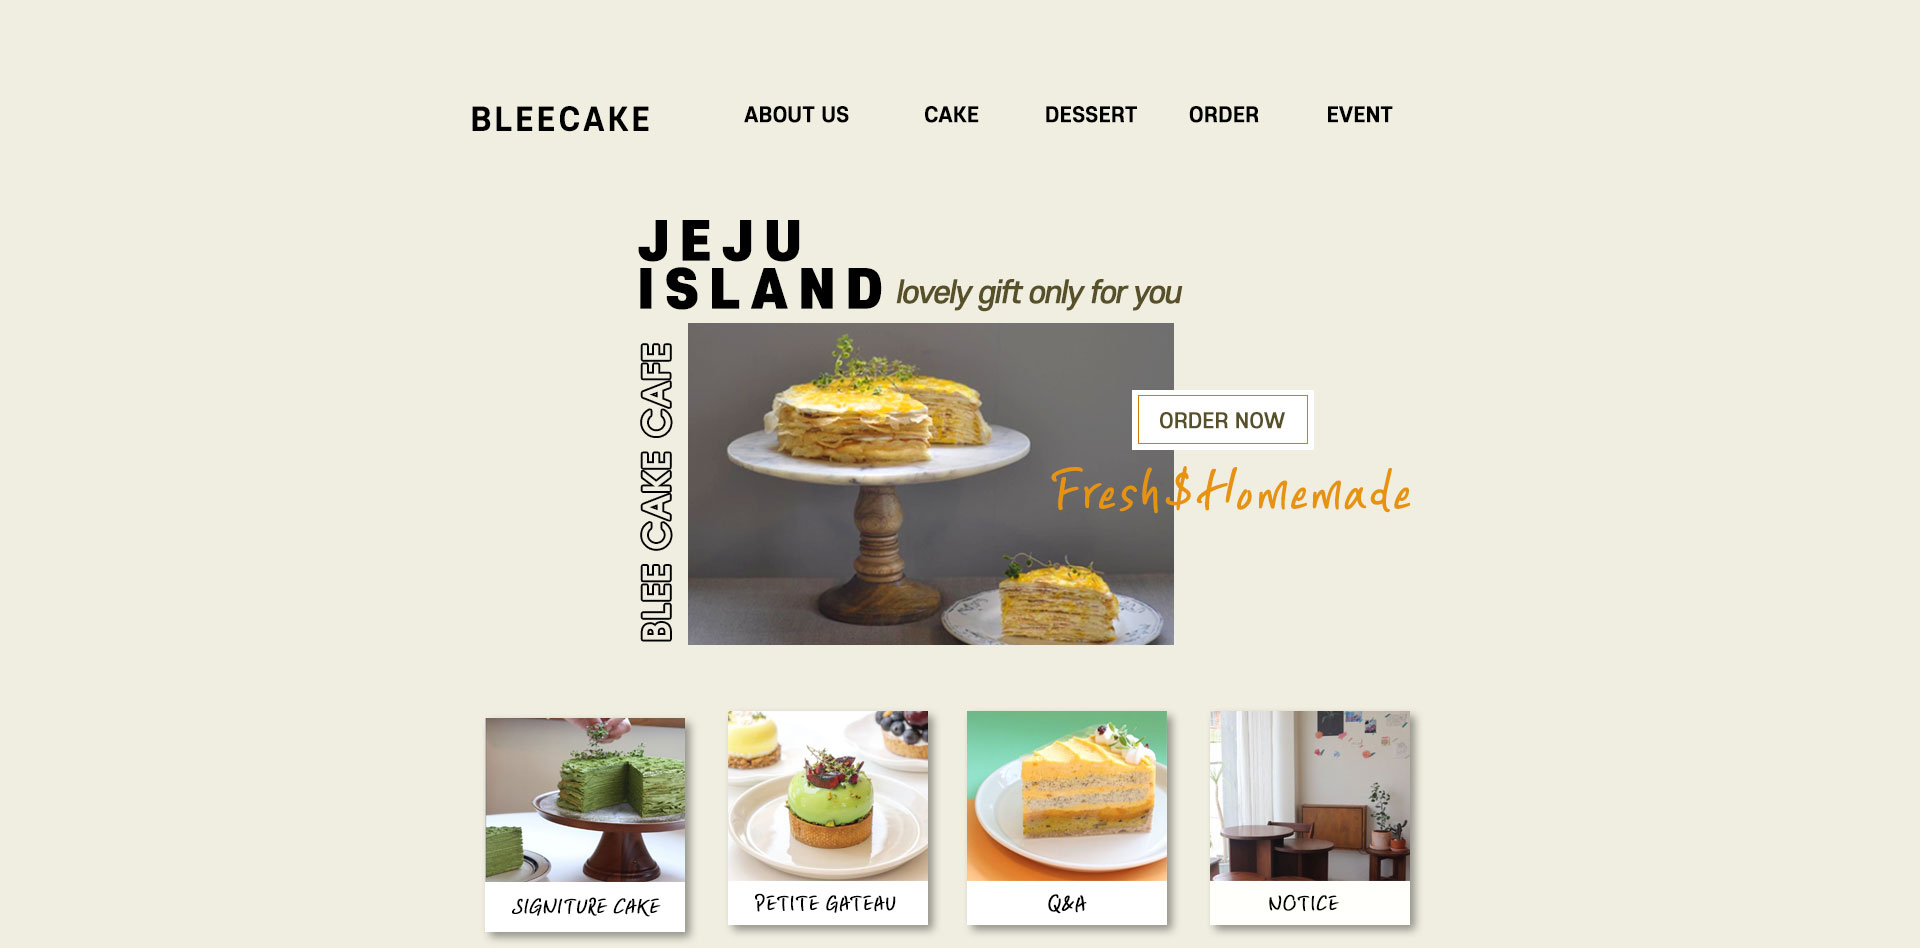 BLEECAKE
ABOUT US
CAKE
DESSERT
ORDER
EVENT
JEJU
ISLAND
lovely gift only for you
BLEE CAKE CAFE
ORDER NOW
Fresh$Homemade
SIGNITURE CAKE
PETITE GATEAU
Q&A
NOTICE